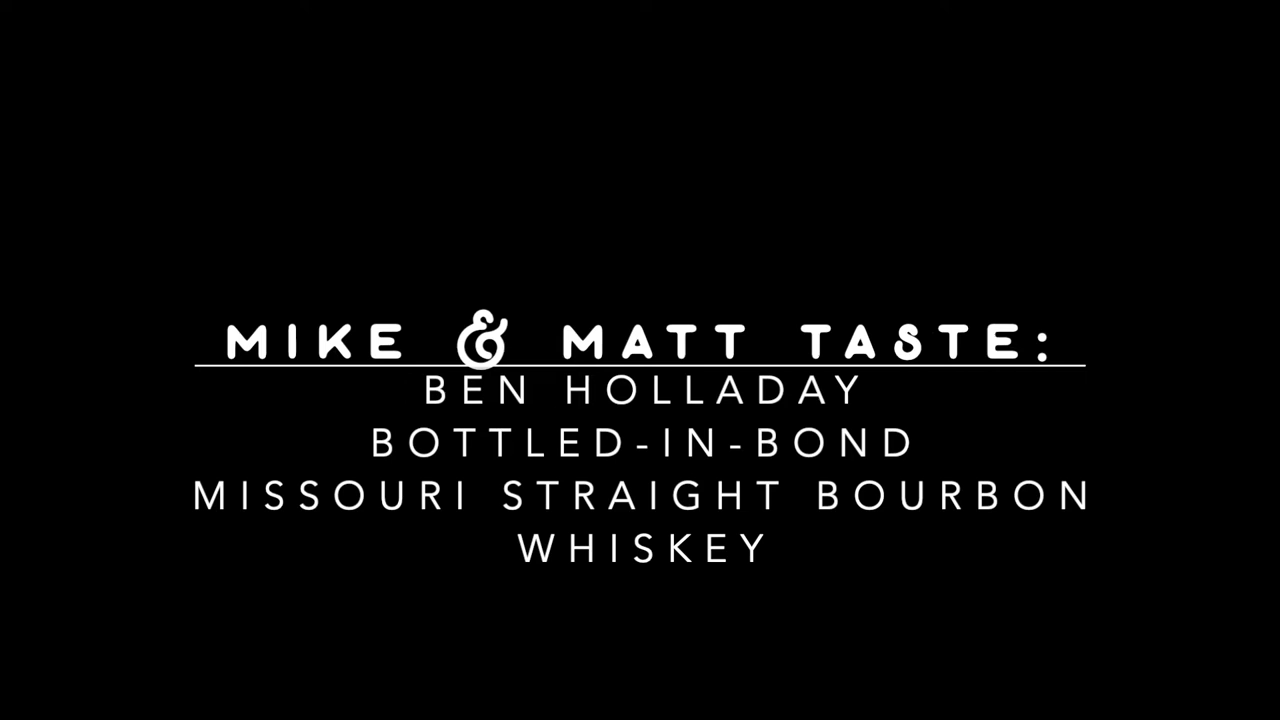 MIKE & MATT TASTE:
BEN HOLLADAY
BOTTLED-IN-BOND
MISSOURI STRAIGHT BOURBON
WHISKEY